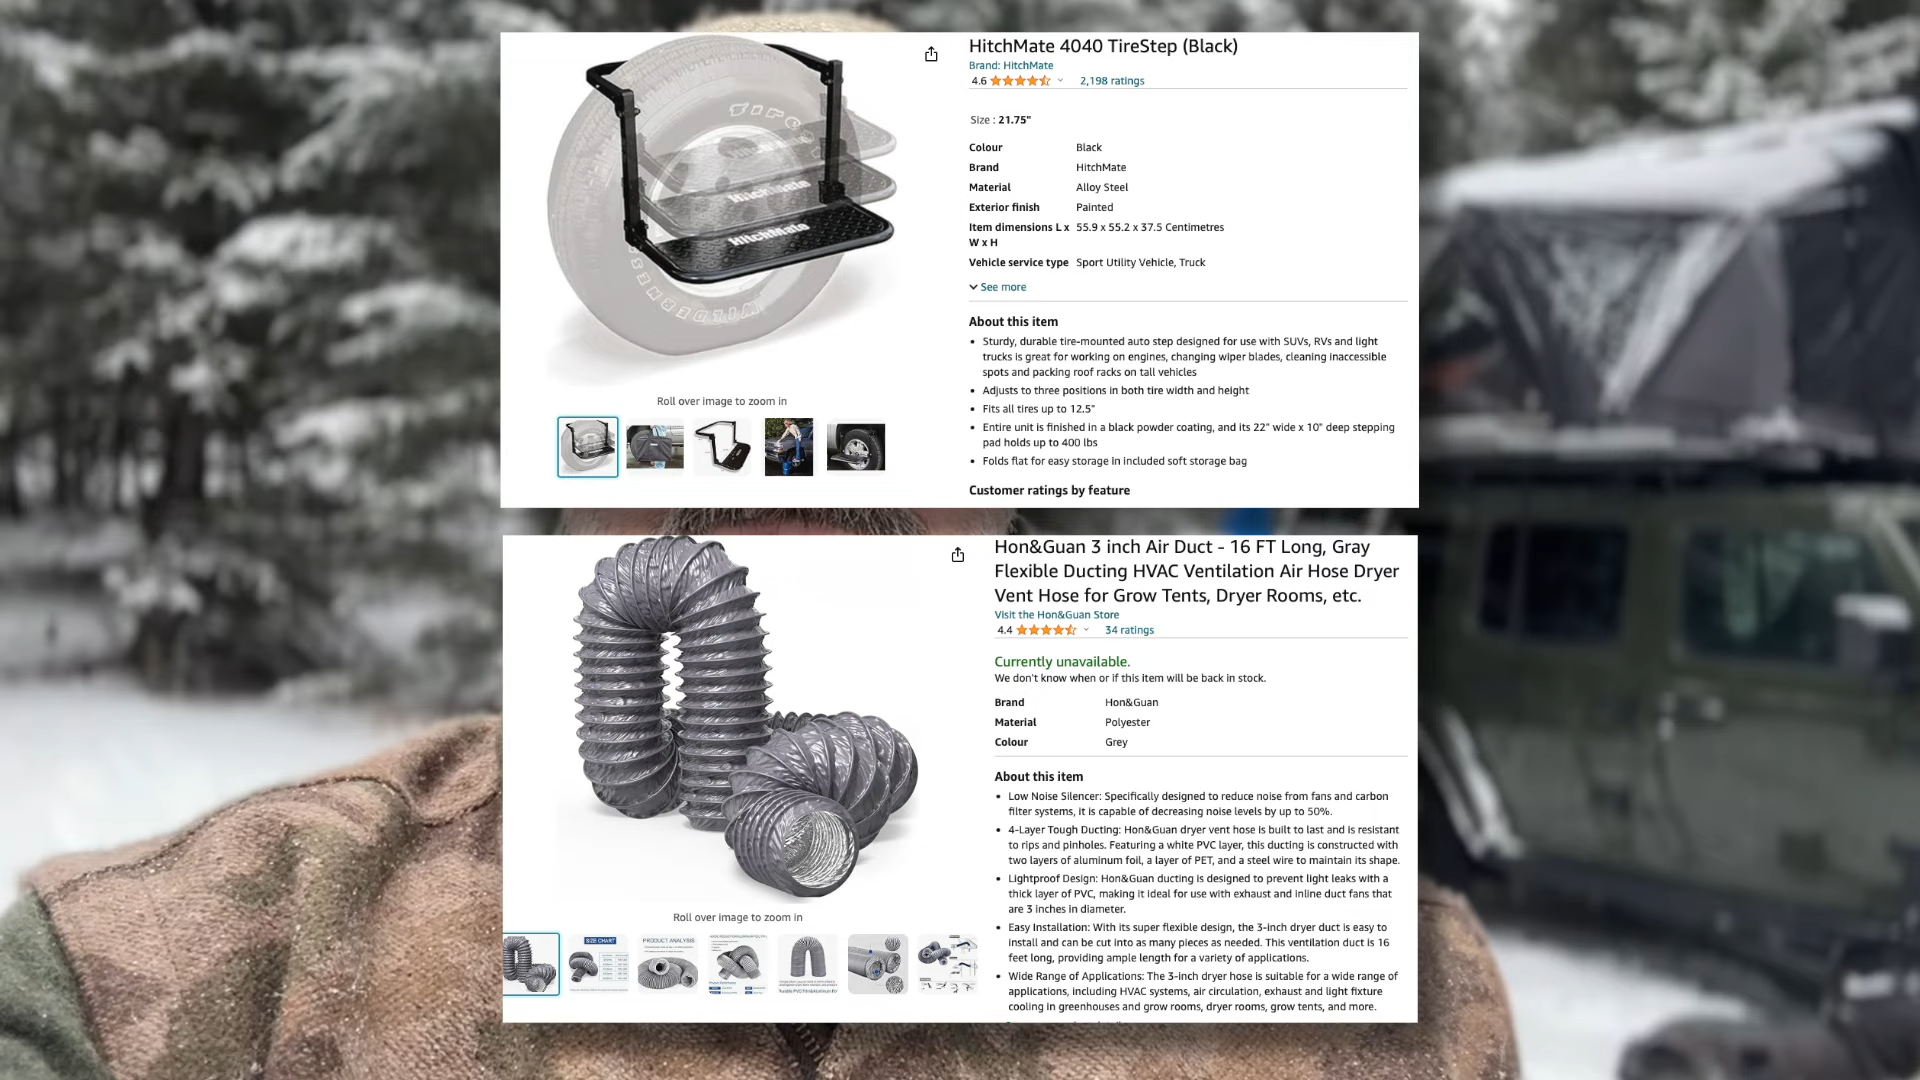 HitchMate 4040 TireStep (Black)
Brand: HitchMate
4.6
2,198 ratings
Size : 21.75"
Colour Black
Brand HitchMate
Material Alloy Steel
Exterior finish Painted
Item dimensions L x 55.9 x 55.2 x 37.5 Centimetres
W x H
Vehicle service type Sport Utility Vehicle, Truck
See more
About this item
Sturdy, durable tire-mounted auto step designed for use with SUVs, RVs and light
trucks is great for working on engines, changing wiper blades, cleaning inaccessible
spots and packing roof racks on tall vehicles
Adjusts to three positions in both tire width and height
Fits all tires up to 12.5"
Entire unit is finished in a black powder coating, and its 22" wide x 10" deep stepping
pad holds up to 400 lbs
Folds flat for easy storage in included soft storage bag
Customer ratings by feature
HitchMate
HitchMate
WILDERNESS
Roll over image to zoom in
Hon&Guan 3 inch Air Duct - 16 FT Long, Gray
Flexible Ducting HVAC Ventilation Air Hose Dryer
Vent Hose for Grow Tents, Dryer Rooms, etc.
Visit the Hon&Guan Store
4.4
34 ratings
Currently unavailable.
We don't know when or if this item will be back in stock.
Brand Hon&Guan
Material Polyester
Colour Grey
About this item
Low Noise Silencer: Specifically designed to reduce noise from fans and carbon
filter systems, it is capable of decreasing noise levels by up to 50%.
4-Layer Tough Ducting: Hon&Guan dryer vent hose is built to last and is resistant
to rips and pinholes. Featuring a white PVC layer, this ducting is constructed with
two layers of aluminum foil, a layer of PET, and a steel wire to maintain its shape.
Lightproof Design: Hon&Guan ducting is designed to prevent light leaks with a
thick layer of PVC, making it ideal for use with exhaust and inline duct fans that
are 3 inches in diameter.
Easy Installation: With its super flexible design, the 3-inch dryer duct is easy to
install and can be cut into as many pieces as needed. This ventilation duct is 16
feet long, providing ample length for a variety of applications.
Wide Range of Applications: The 3-inch dryer hose is suitable for a wide range of
applications, including HVAC systems, air circulation, exhaust and light fixture
cooling in greenhouses and grow rooms, dryer rooms, grow tents, and more.
Roll over image to zoom in
SIZE CHART
PRODUCT ANALYSIS